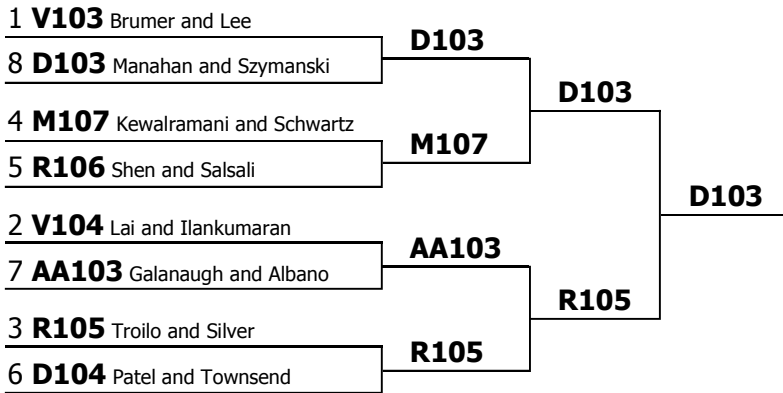 1 V103 Brumer and Lee
8 D103 Manahan and Szymanski
4 M107 Kewalramani and Schwartz
5 R106 Shen and Salsali
2 V104 Lai and Ilankumaran
7 AA103 Galanaugh and Albano
3 R105 Troilo and Silver
6 D104 Patel and Townsend
D103
M107
AA103
R105
D103
R105
D103